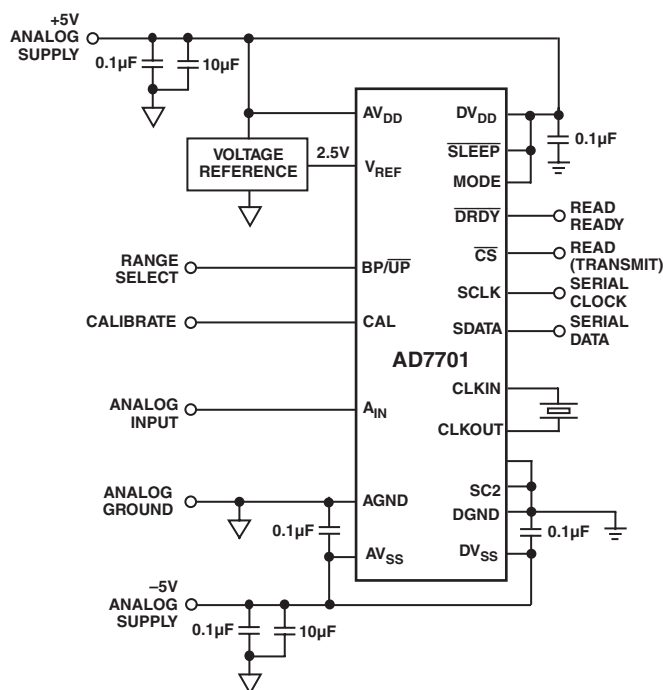 +5V
ANALOG
SUPPLY
0.1µF
10µF
AVDD
DVDD
0.1µF
VOLTAGE
REFERENCE
2.5V
VREF
SLEEP
MODE
DRDY
READ
READY
RANGE
SELECT
BP/UP
CS
READ
(TRANSMIT)
SCLK
SERIAL
CLOCK
CALIBRATE
CAL
SDATA
SERIAL
DATA
AD7701
ANALOG
INPUT
AIN
CLKIN
CLKOUT
ANALOG
GROUND
AGND
SC2
DGND
0.1µF
0.1µF
AVSS
DVSS
–5V
ANALOG
SUPPLY
0.1µF
10µF